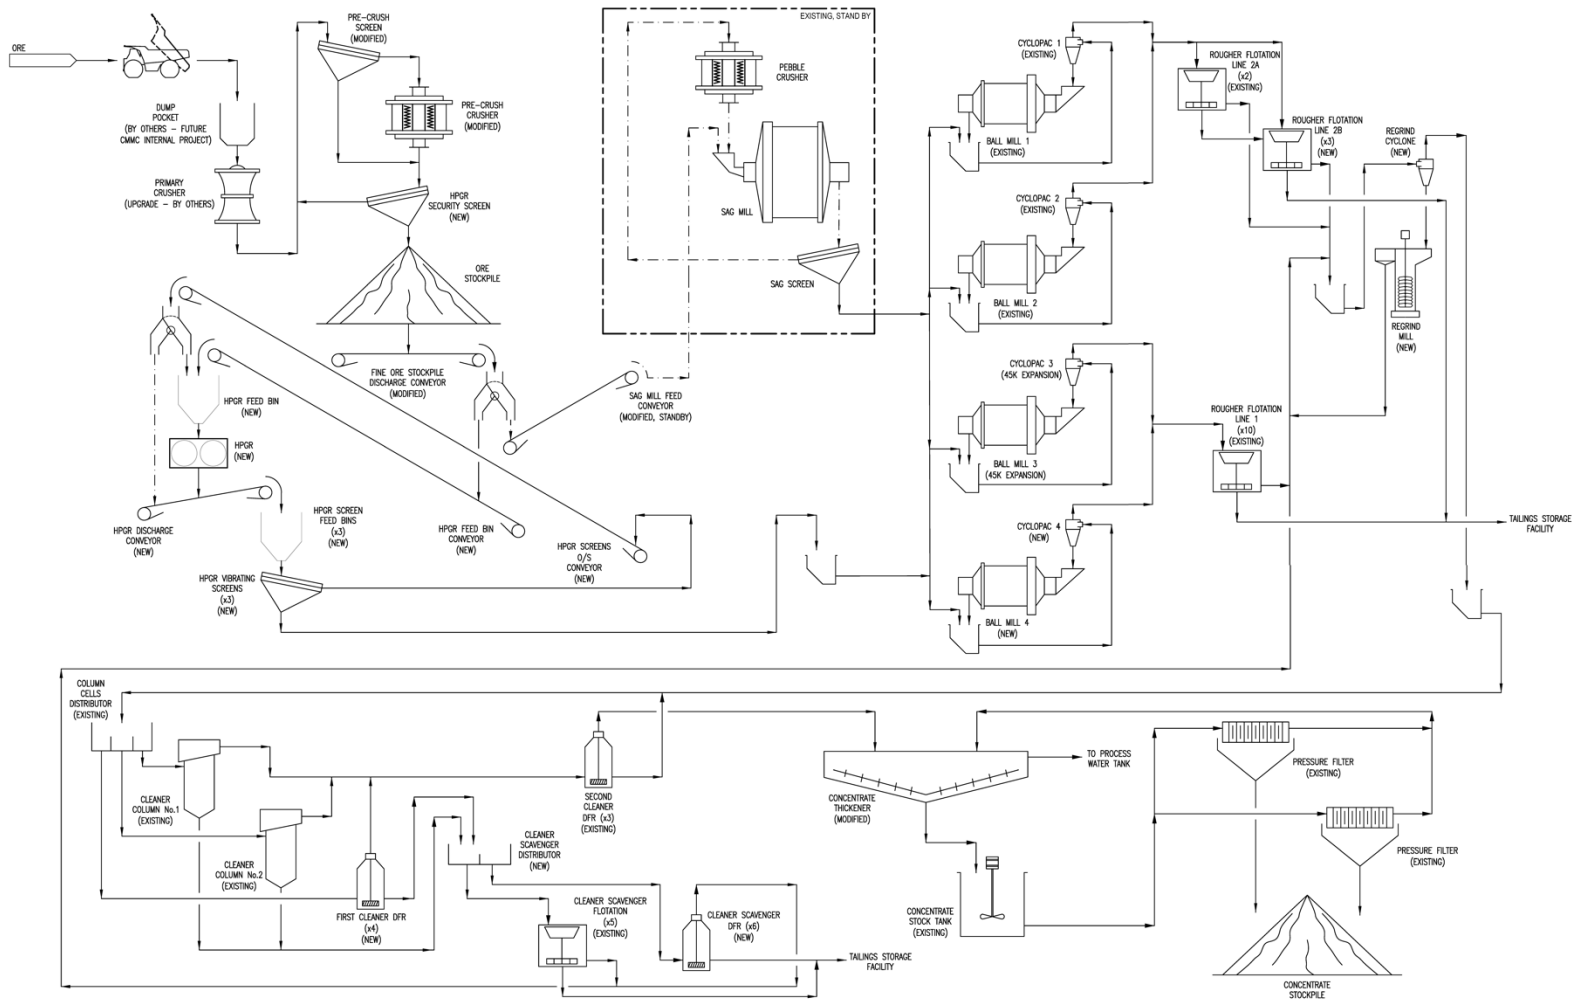 ORE
DUMP
POCKET
(BY OTHERS – FUTURE
CMMC INTERNAL PROJECT)
PRIMARY
CRUSHER
(UPGRADE – BY OTHERS)
PRE-CRUSH
SCREEN
(MODIFIED)
PRE-CRUSH
CRUSHER
(MODIFIED)
HPGR
SECURITY SCREEN
(NEW)
ORE
STOCKPILE
FINE ORE STOCKPILE
DISCHARGE CONVEYOR
(MODIFIED)
HPGR FEED BIN
(NEW)
HPGR
(NEW)
HPGR DISCHARGE
CONVEYOR
(NEW)
HPGR SCREEN
FEED BINS
(x3)
(NEW)
HPGR VIBRATING
SCREENS
(x3)
(NEW)
HPGR FEED BIN
CONVEYOR
(NEW)
HPGR SCREENS
O/S
CONVEYOR
(NEW)
SAG MILL FEED
CONVEYOR
(MODIFIED, STANDBY)
EXISTING, STAND BY
PEBBLE
CRUSHER
SAG MILL
SAG SCREEN
CYCLOPAC 1
(EXISTING)
BALL MILL 1
(EXISTING)
CYCLOPAC 2
(EXISTING)
BALL MILL 2
(EXISTING)
CYCLOPAC 3
(45K EXPANSION)
BALL MILL 3
(45K EXPANSION)
CYCLOPAC 4
(NEW)
BALL MILL 4
(NEW)
ROUGHER FLOTATION
LINE 2A
(x2)
(EXISTING)
ROUGHER FLOTATION
LINE 2B
(x3)
(NEW)
REGRIND
CYCLONE
(NEW)
REGRIND
MILL
(NEW)
ROUGHER FLOTATION
LINE 1
(x10)
(EXISTING)
TAILINGS STORAGE
FACILITY
COLUMN
CELLS
DISTRIBUTOR
(EXISTING)
CLEANER
COLUMN No.1
(EXISTING)
CLEANER
COLUMN No.2
(EXISTING)
FIRST CLEANER DFR
(x4)
(NEW)
SECOND
CLEANER
DFR (x3)
(EXISTING)
CLEANER
SCAVENGER
DISTRIBUTOR
(NEW)
CLEANER SCAVENGER
FLOTATION
(x5)
(EXISTING)
CLEANER SCAVENGER
DFR (x6)
(NEW)
TAILINGS STORAGE
FACILITY
CONCENTRATE
THICKENER
(MODIFIED)
TO PROCESS
WATER TANK
CONCENTRATE
STOCK TANK
(EXISTING)
PRESSURE FILTER
(EXISTING)
PRESSURE FILTER
(EXISTING)
CONCENTRATE
STOCKPILE